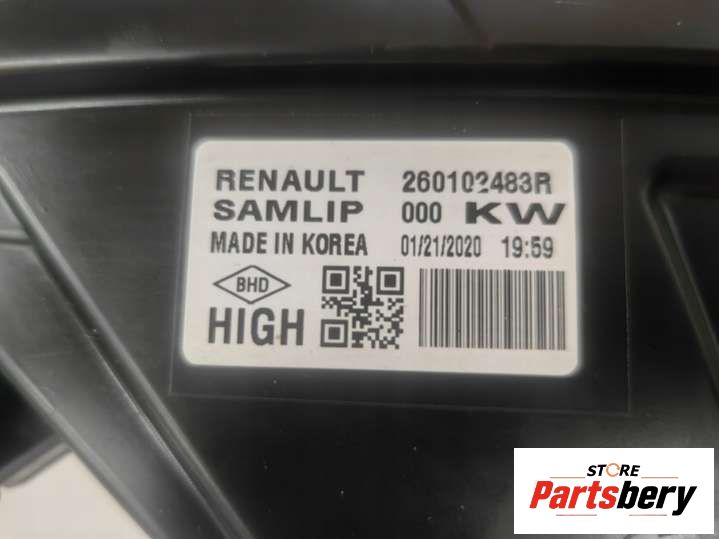 RENAULT 260102483R
SAMLIP 000 KW
MADE IN KOREA 01/21/2020 19:59
BHD
HIGH
STORE
Partsbery